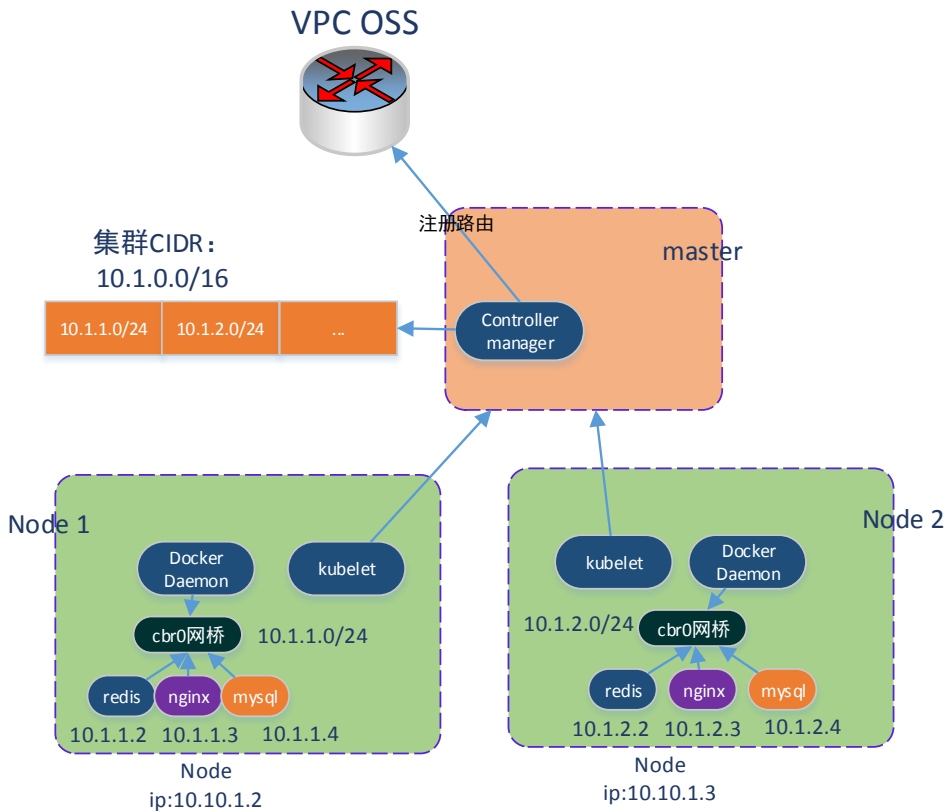 VPC OSS
注册路由
master
集群CIDR：
10.1.0.0/16
10.1.1.0/24
10.1.2.0/24
...
Controller
manager
Node 1
Docker
Daemon
kubelet
cbr0网桥
10.1.1.0/24
redis
nginx
mysql
10.1.1.2
10.1.1.3
10.1.1.4
Node
ip:10.10.1.2
Node 2
kubelet
Docker
Daemon
10.1.2.0/24
cbr0网桥
redis
nginx
mysql
10.1.2.2
10.1.2.3
10.1.2.4
Node
ip:10.10.1.3